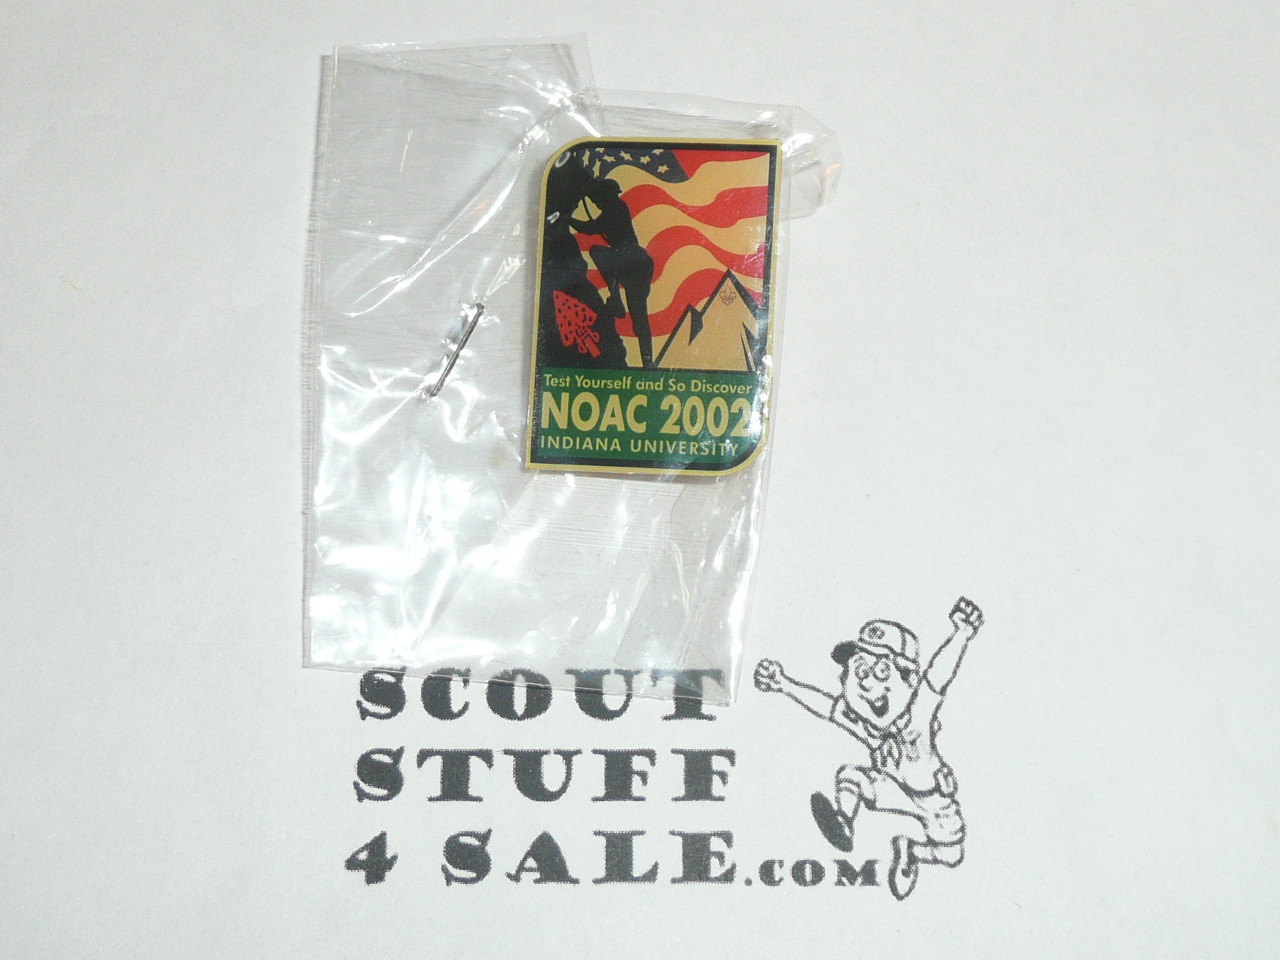 Test Yourself and So Discover
NOAC 2002
INDIANA UNIVERSITY
SCOUT
STUFF
4 SALE.COM